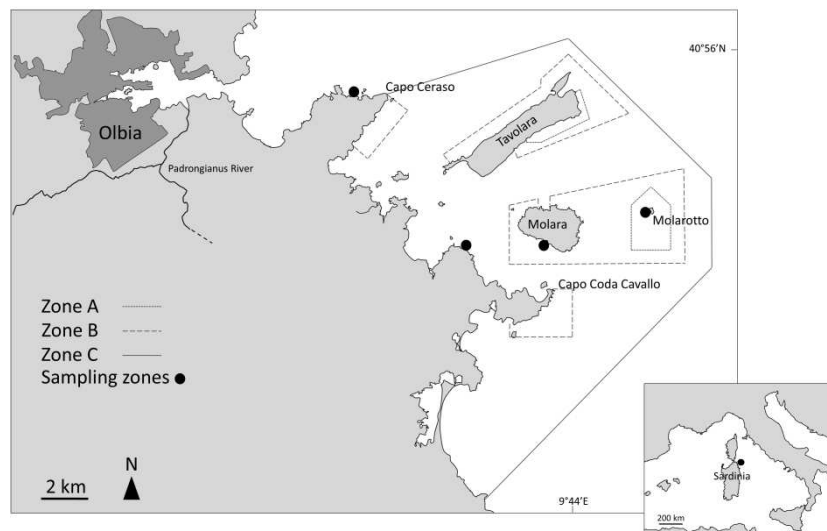 40°56'N
Capo Ceraso
Olbia
Tavolara
Padrongianus River
Molara
Molarotto
Capo Coda Cavallo
Zone A
Zone B
Zone C
Sampling zones
N
2 km
9°44'E
Sardinia
200 km